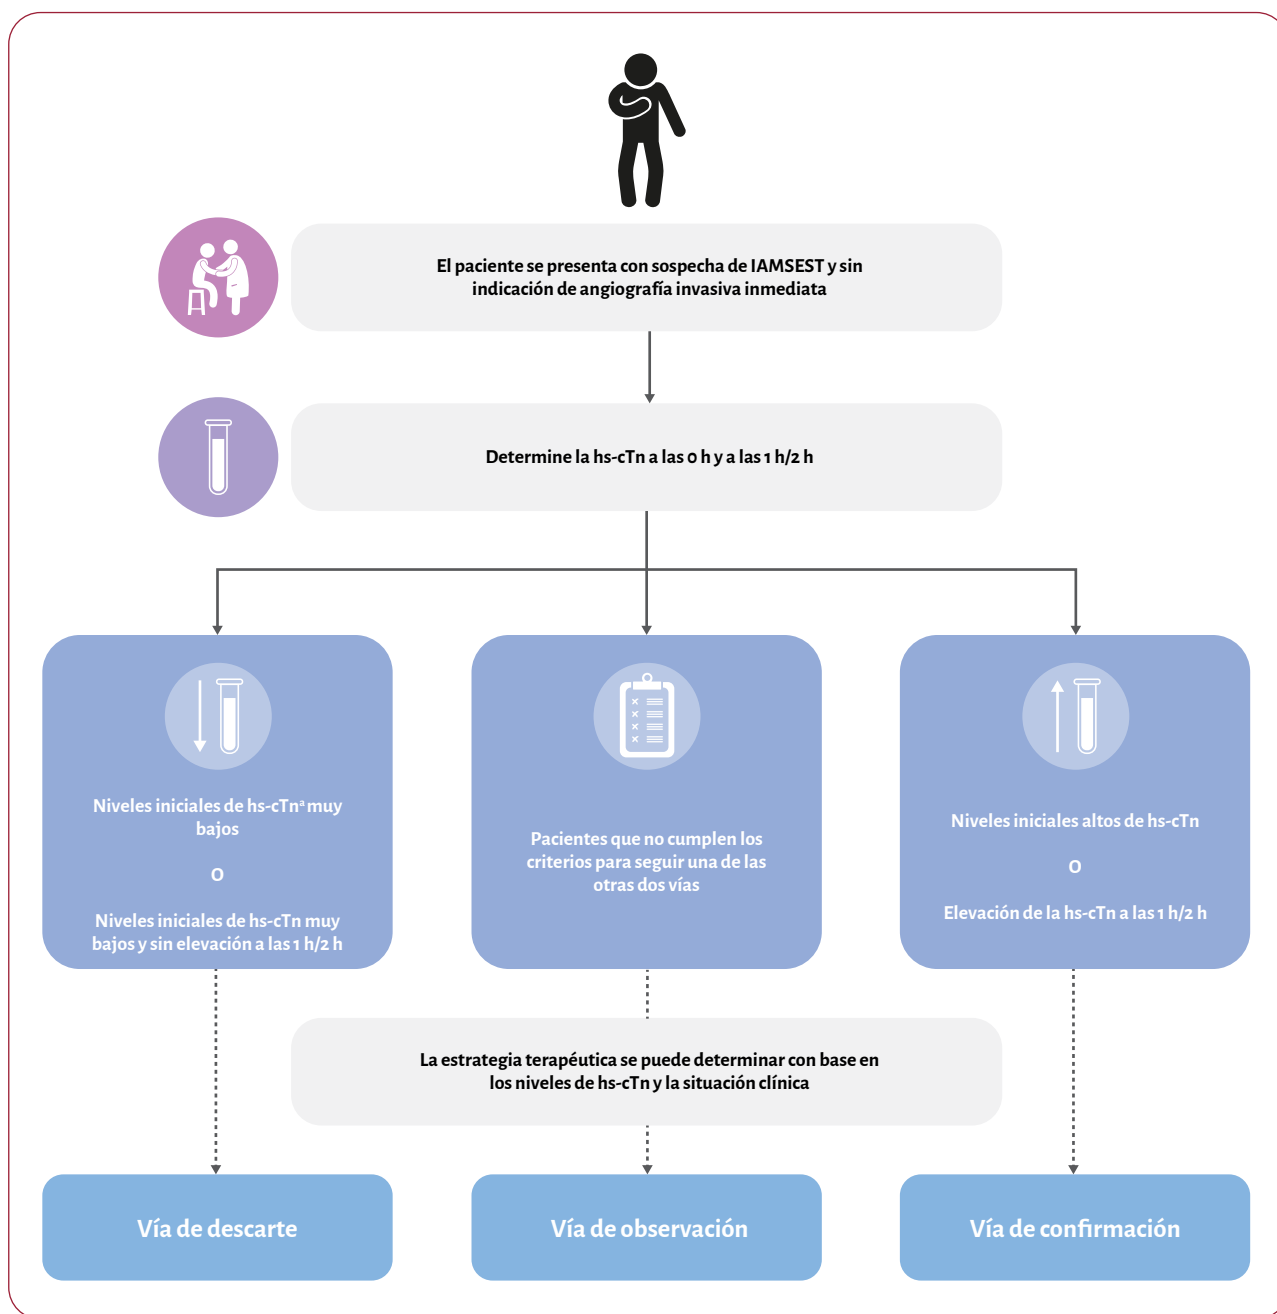 El paciente se presenta con sospecha de IAMSEST y sin
indicación de angiografía invasiva inmediata
Determine la hs-cTn a las 0 h y a las 1 h/2 h
Niveles iniciales de hs-cTnª muy
bajos
O
Niveles iniciales de hs-cTn muy
bajos y sin elevación a las 1 h/2 h
Pacientes que no cumplen los
criterios para seguir una de las
otras dos vías
Niveles iniciales altos de hs-cTn
O
Elevación de la hs-cTn a las 1 h/2 h
La estrategia terapéutica se puede determinar con base en
los niveles de hs-cTn y la situación clínica
Vía de descarte
Vía de observación
Vía de confirmación